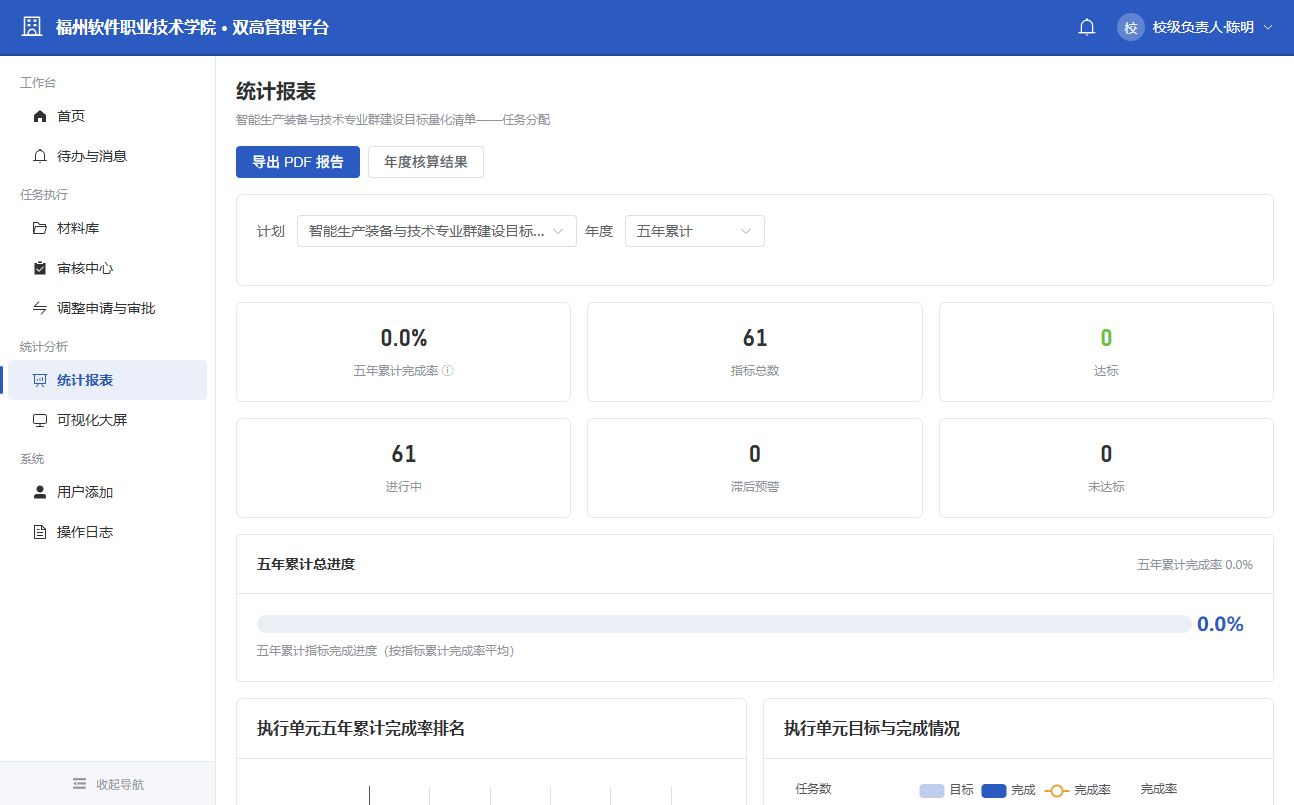 福州软件职业技术学院 • 双高管理平台
校 校级负责人·陈明
工作台
首页
待办与消息
任务执行
材料库
审核中心
调整申请与审批
统计分析
统计报表
可视化大屏
系统
用户添加
操作日志
收起导航
统计报表
智能生产装备与技术专业群建设目标量化清单——任务分配
导出 PDF 报告 年度核算结果
计划 智能生产装备与技术专业群建设目标... 年度 五年累计
0.0%
五年累计完成率
61
指标总数
0
达标
61
进行中
0
滞后预警
0
未达标
五年累计总进度 五年累计完成率 0.0%
0.0%
五年累计指标完成进度（按指标累计完成率平均）
执行单元五年累计完成率排名
执行单元目标与完成情况
任务数 目标 完成 完成率 完成率